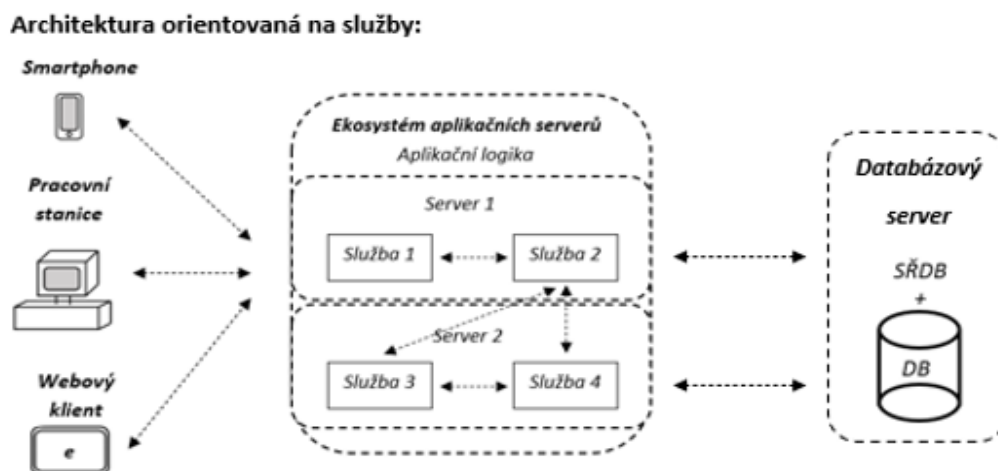 Architektura orientovaná na služby:
Smartphone
Pracovní
stanice
Webový
klient
e
Ekosystém aplikačních serverů
Aplikační logika
Server 1
Služba 1
Služba 2
Server 2
Služba 3
Služba 4
Databázový
server
SŘDB
+
DB